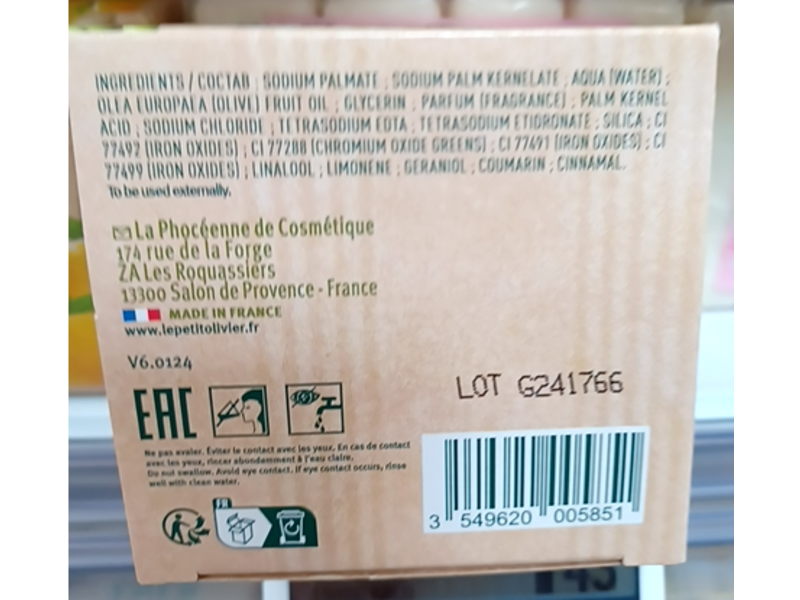 INGREDIENTS / COCTAB : SODIUM PALMATE ; SODIUM PALM KERNELATE ; AQUA (WATER) ;
OLEA EUROPAEA (OLIVE) FRUIT OIL ; GLYCERIN ; PARFUM (FRAGRANCE) ; PALM KERNEL
ACID ; SODIUM CHLORIDE ; TETRASODIUM EDTA ; TETRASODIUM ETIDRONATE ; SILICA ; CI
77492 (IRON OXIDES) ; CI 77288 (CHROMIUM OXIDE GREENS) ; CI 77491 (IRON OXIDES) ; CI
77499 (IRON OXIDES) ; LINALOOL ; LIMONENE ; GERANIOL ; COUMARIN ; CINNAMAL.
To be used externally.
La Phocéenne de Cosmétique
174 rue de la Forge
ZA Les Roquassiers
13300 Salon de Provence - France
MADE IN FRANCE
www.lepetitolivier.fr
V6.0124
LOT G241766
EAC
Ne pas avaler. Éviter le contact avec les yeux. En cas de contact
avec les yeux, rincer abondamment à l'eau claire.
Do not swallow. Avoid eye contact. If eye contact occurs, rinse
well with clean water.
FR
3 549620 005851